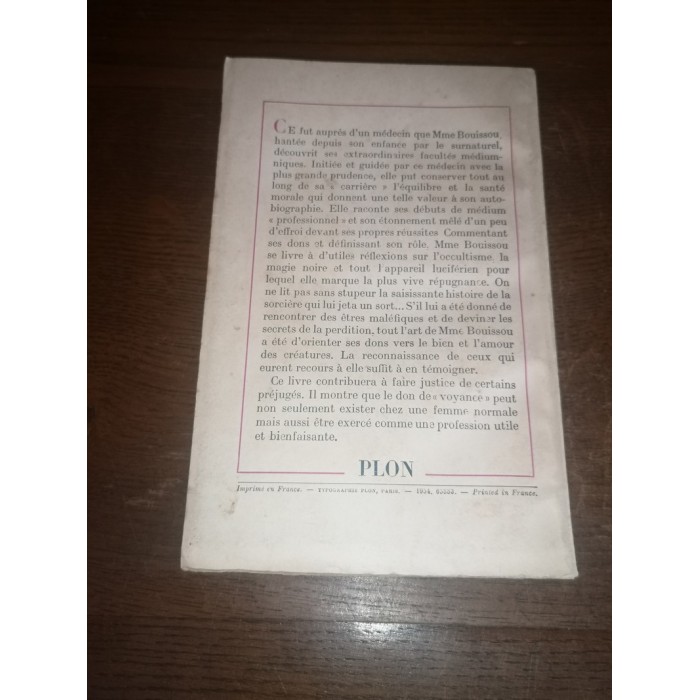 CE fut auprès d'un médecin que Mme Bouissou,
hantée depuis son enfance par le surnaturel,
découvrit ses extraordinaires facultés médium-
niques. Initiée et guidée par ce médecin avec la
plus grande prudence, elle put conserver tout au
long de sa « carrière » l'équilibre et la santé
morale qui donnent une telle valeur à son auto-
biographie. Elle raconte ses débuts de médium
« professionnel » et son étonnement mêlé d'un peu
d'effroi devant ses propres réussites Commentant
ses dons et définissant son rôle. Mme Bouissou
se livre à d'utiles réflexions sur l'occultisme, la
magie noire et tout l'appareil luciférien pour
lequel elle marque la plus vive répugnance. On
ne lit pas sans stupeur la saisissante histoire de la
sorcière qui lui jeta un sort... S'il lui a été donné de
rencontrer des êtres maléfiques et de deviner les
secrets de la perdition, tout l'art de Mme Bouissou
a été d'orienter ses dons vers le bien et l'amour
des créatures. La reconnaissance de ceux qui
eurent recours à elle suffit à en témoigner.
Ce livre contribuera à faire justice de certains
préjugés. Il montre que le don de « voyance » peut
non seulement exister chez une femme normale
mais aussi être exercé comme une profession utile
et bienfaisante.
PLON
Imprimé en France. — TYPOGRAPHIE PLON, PARIS. — 1954. — Printed in France.